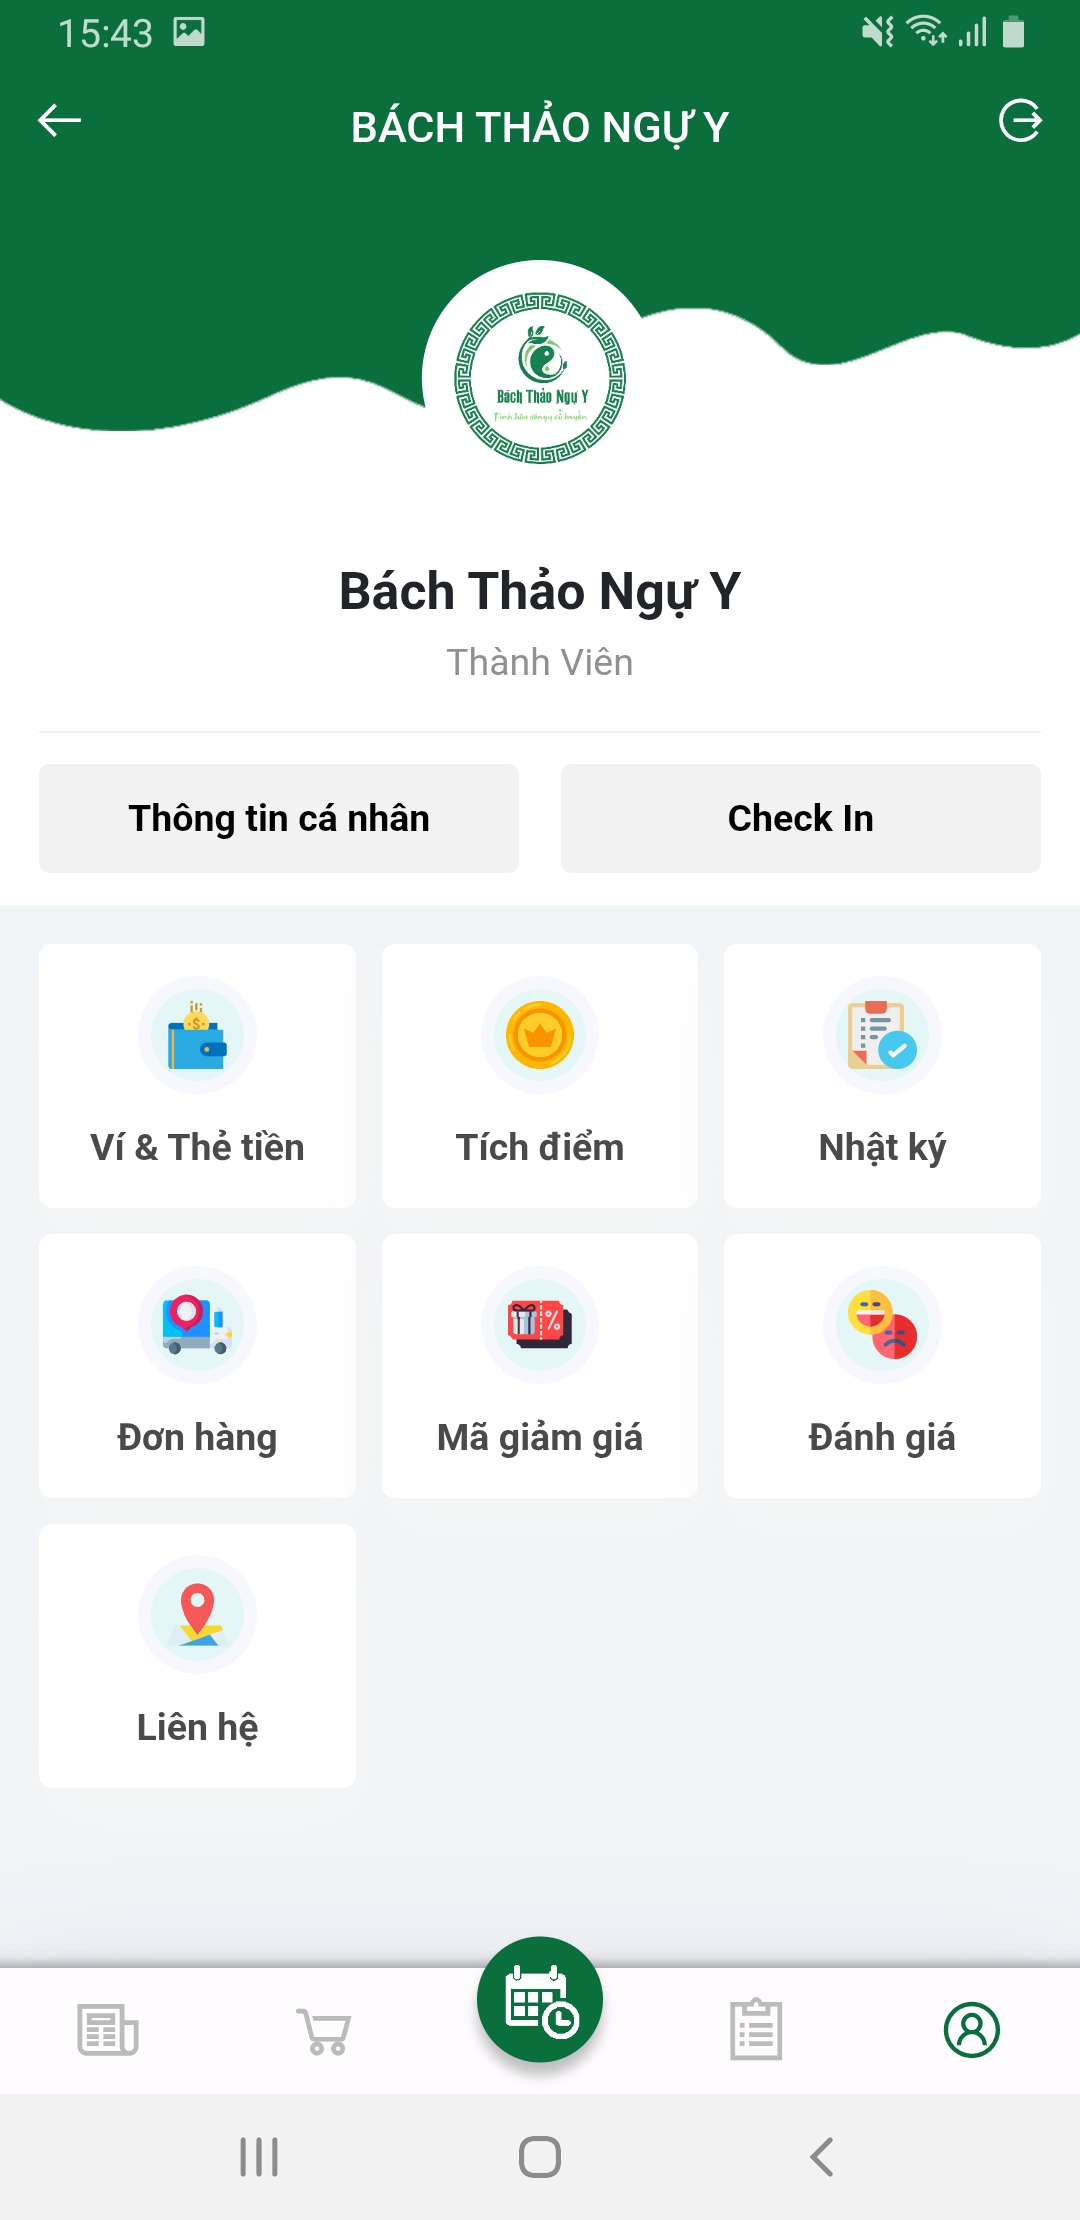 15:43
BÁCH THẢO NGỰ Y
Bách Thảo Ngự Y
Tinh hoa đông y cổ truyền
Bách Thảo Ngự Y
Thành Viên
Thông tin cá nhân
Check In
Ví & Thẻ tiền
Tích điểm
Nhật ký
Đơn hàng
Mã giảm giá
Đánh giá
Liên hệ